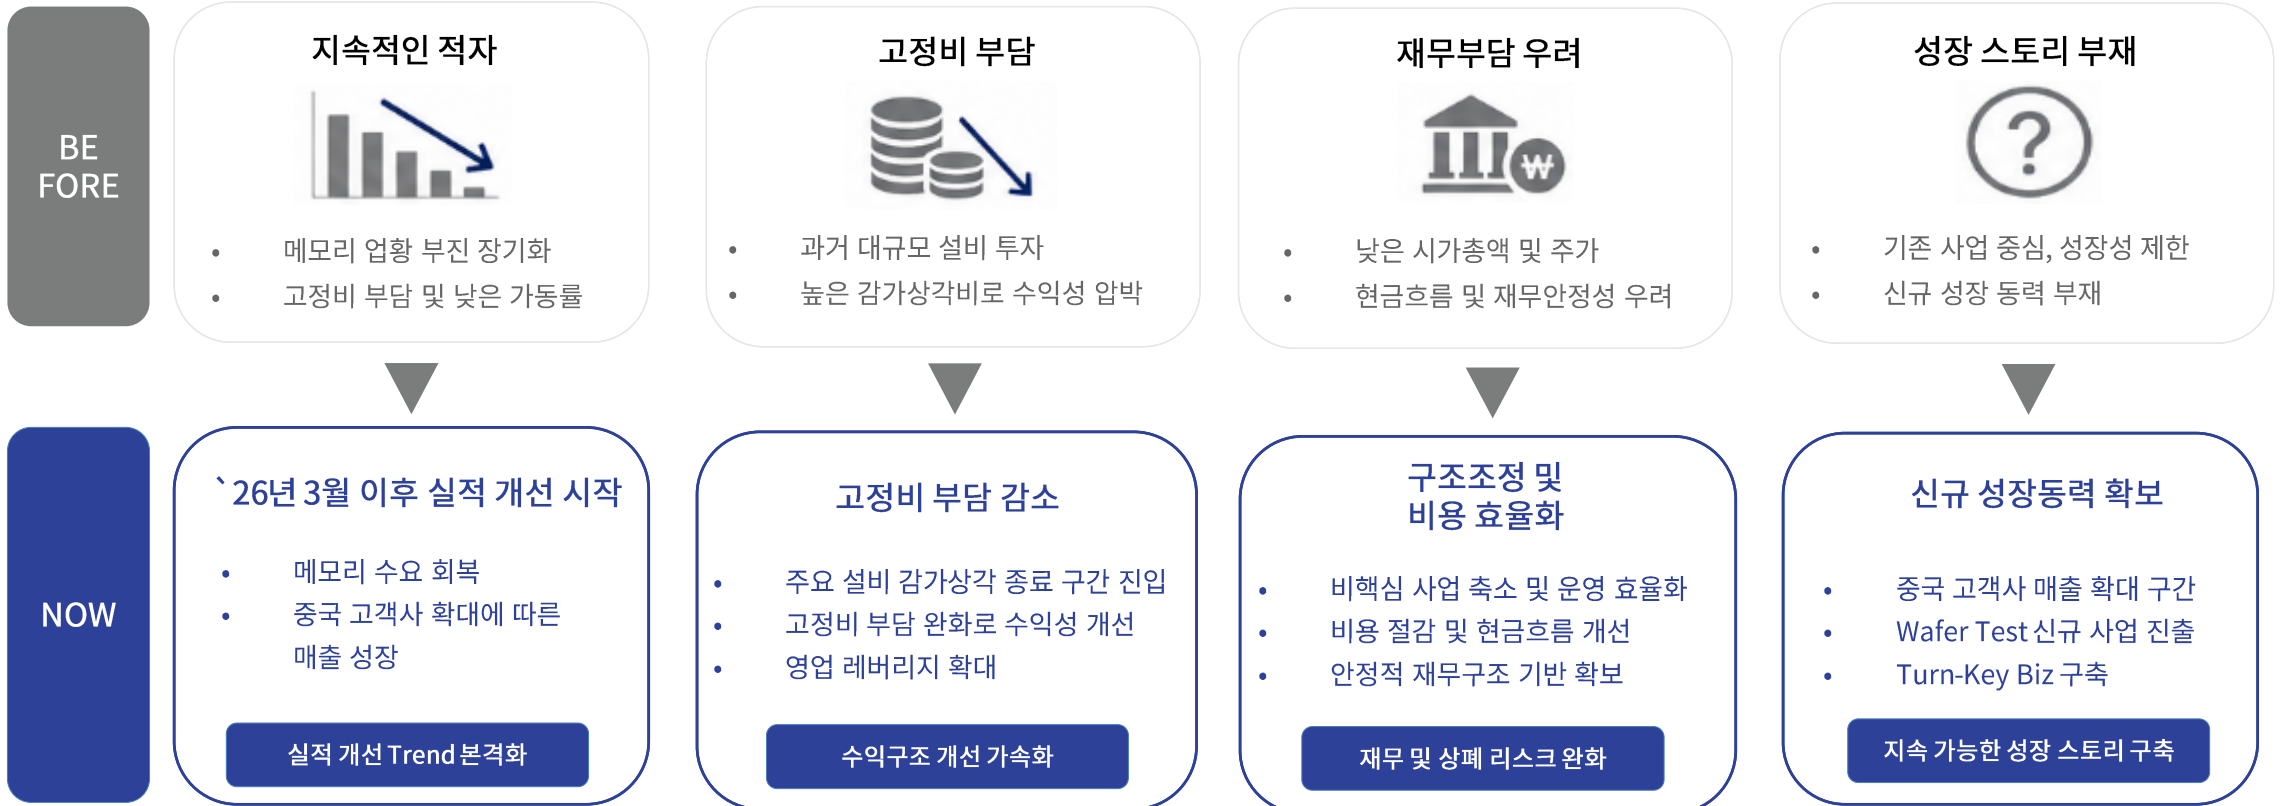 BE
FORE
지속적인 적자
• 메모리 업황 부진 장기화
• 고정비 부담 및 낮은 가동률
고정비 부담
• 과거 대규모 설비 투자
• 높은 감가상각비로 수익성 압박
재무부담 우려
₩
• 낮은 시가총액 및 주가
• 현금흐름 및 재무안정성 우려
성장 스토리 부재
?
• 기존 사업 중심, 성장성 제한
• 신규 성장 동력 부재
NOW
`26년 3월 이후 실적 개선 시작
• 메모리 수요 회복
• 중국 고객사 확대에 따른
매출 성장
실적 개선 Trend 본격화
고정비 부담 감소
• 주요 설비 감가상각 종료 구간 진입
• 고정비 부담 완화로 수익성 개선
• 영업 레버리지 확대
수익구조 개선 가속화
구조조정 및
비용 효율화
• 비핵심 사업 축소 및 운영 효율화
• 비용 절감 및 현금흐름 개선
• 안정적 재무구조 기반 확보
재무 및 상폐 리스크 완화
신규 성장동력 확보
• 중국 고객사 매출 확대 구간
• Wafer Test 신규 사업 진출
• Turn-Key Biz 구축
지속 가능한 성장 스토리 구축